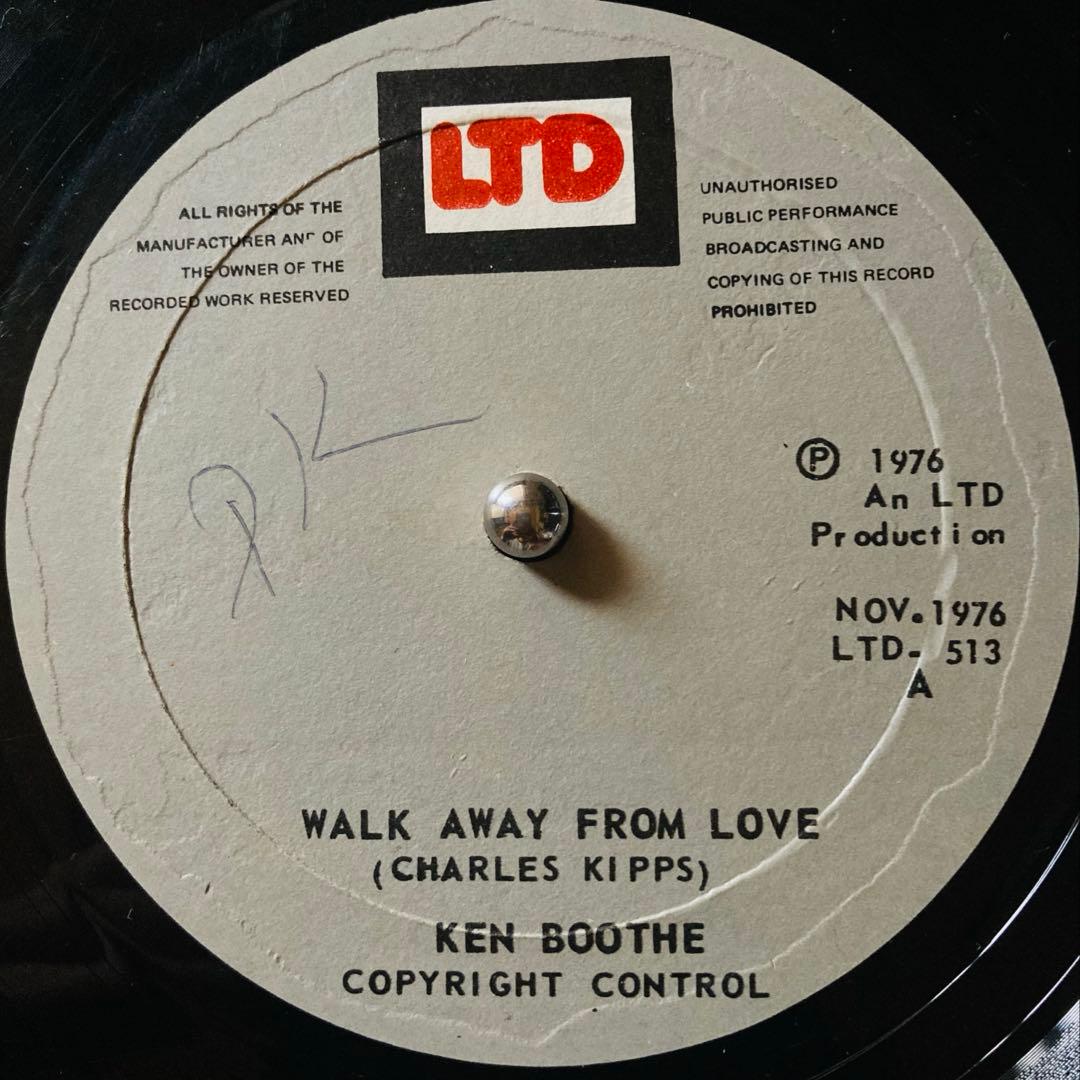 LTD
ALL RIGHTS OF THE
MANUFACTURER AND OF
THE OWNER OF THE
RECORDED WORK RESERVED
UNAUTHORISED
PUBLIC PERFORMANCE
BROADCASTING AND
COPYING OF THIS RECORD
PROHIBITED
Ⓟ 1976
An LTD
Production
NOV. 1976
LTD- 513
A
WALK AWAY FROM LOVE
(CHARLES KIPPS)
KEN BOOTHE
COPYRIGHT CONTROL